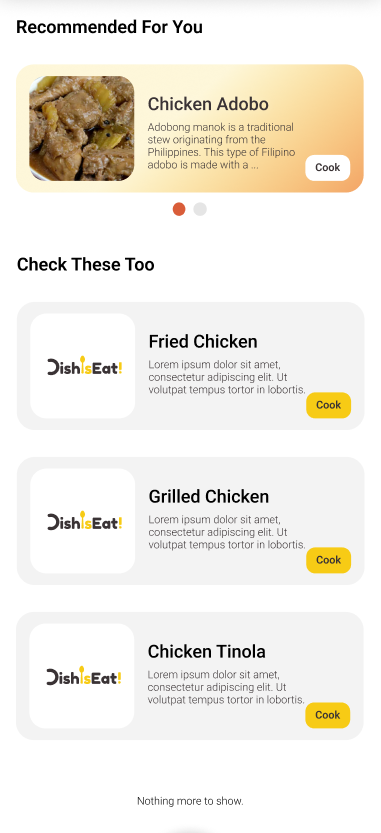 Recommended For You
Chicken Adobo
Adobong manok is a traditional
stew originating from the
Philippines. This type of Filipino
adobo is made with a ...
Cook
Check These Too
DishisEat!
Fried Chicken
Lorem ipsum dolor sit amet,
consectetur adipiscing elit. Ut
volutpat tempus tortor in lobortis.
Cook
DishisEat!
Grilled Chicken
Lorem ipsum dolor sit amet,
consectetur adipiscing elit. Ut
volutpat tempus tortor in lobortis.
Cook
DishisEat!
Chicken Tinola
Lorem ipsum dolor sit amet,
consectetur adipiscing elit. Ut
volutpat tempus tortor in lobortis.
Cook
Nothing more to show.